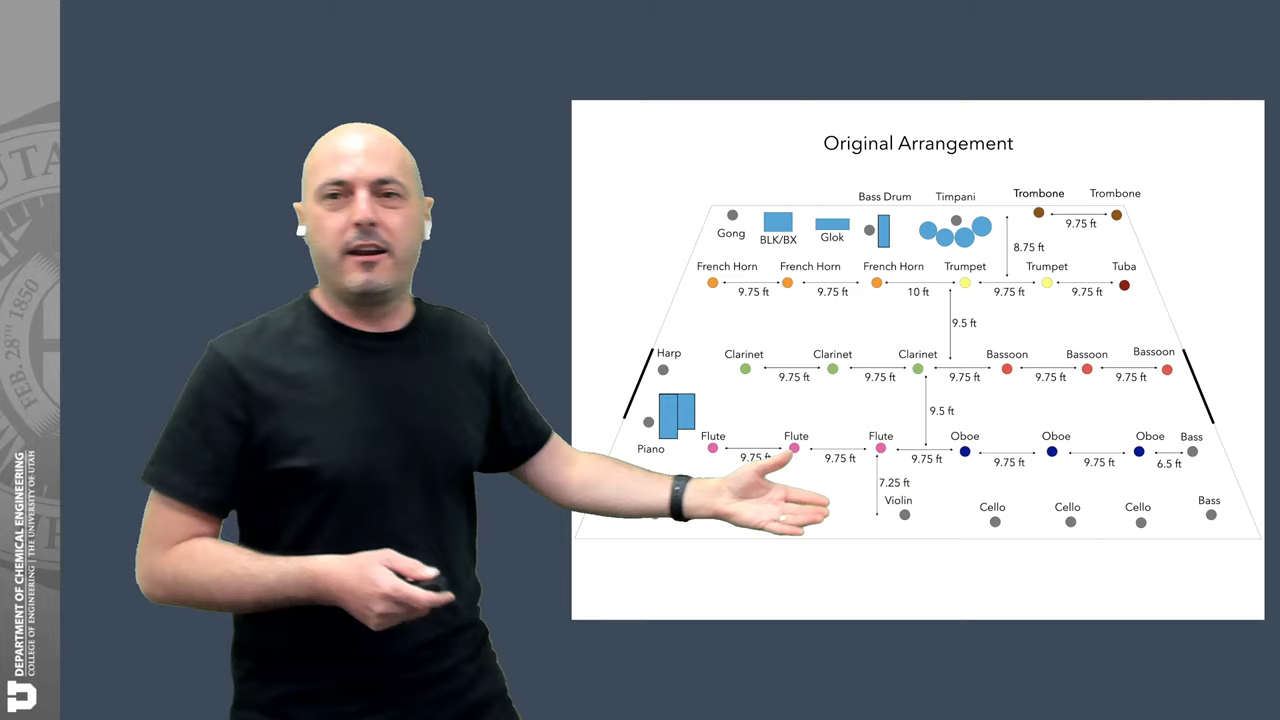 UTA
FEB. 28TH 1850
DEPARTMENT OF CHEMICAL ENGINEERING
COLLEGE OF ENGINEERING | THE UNIVERSITY OF UTAH
U
Original Arrangement
Bass Drum Timpani Trombone Trombone
Gong BLK/BX Glok 9.75 ft
8.75 ft
French Horn French Horn French Horn Trumpet Trumpet Tuba
9.75 ft 9.75 ft 10 ft 9.75 ft 9.75 ft
9.5 ft
Harp Clarinet Clarinet Clarinet Bassoon Bassoon Bassoon
9.75 ft 9.75 ft 9.75 ft 9.75 ft 9.75 ft
9.5 ft
Piano Flute Flute Flute Oboe Oboe Oboe Bass
9.75 ft 9.75 ft 9.75 ft 9.75 ft 9.75 ft 6.5 ft
7.25 ft
Violin Cello Cello Cello Bass